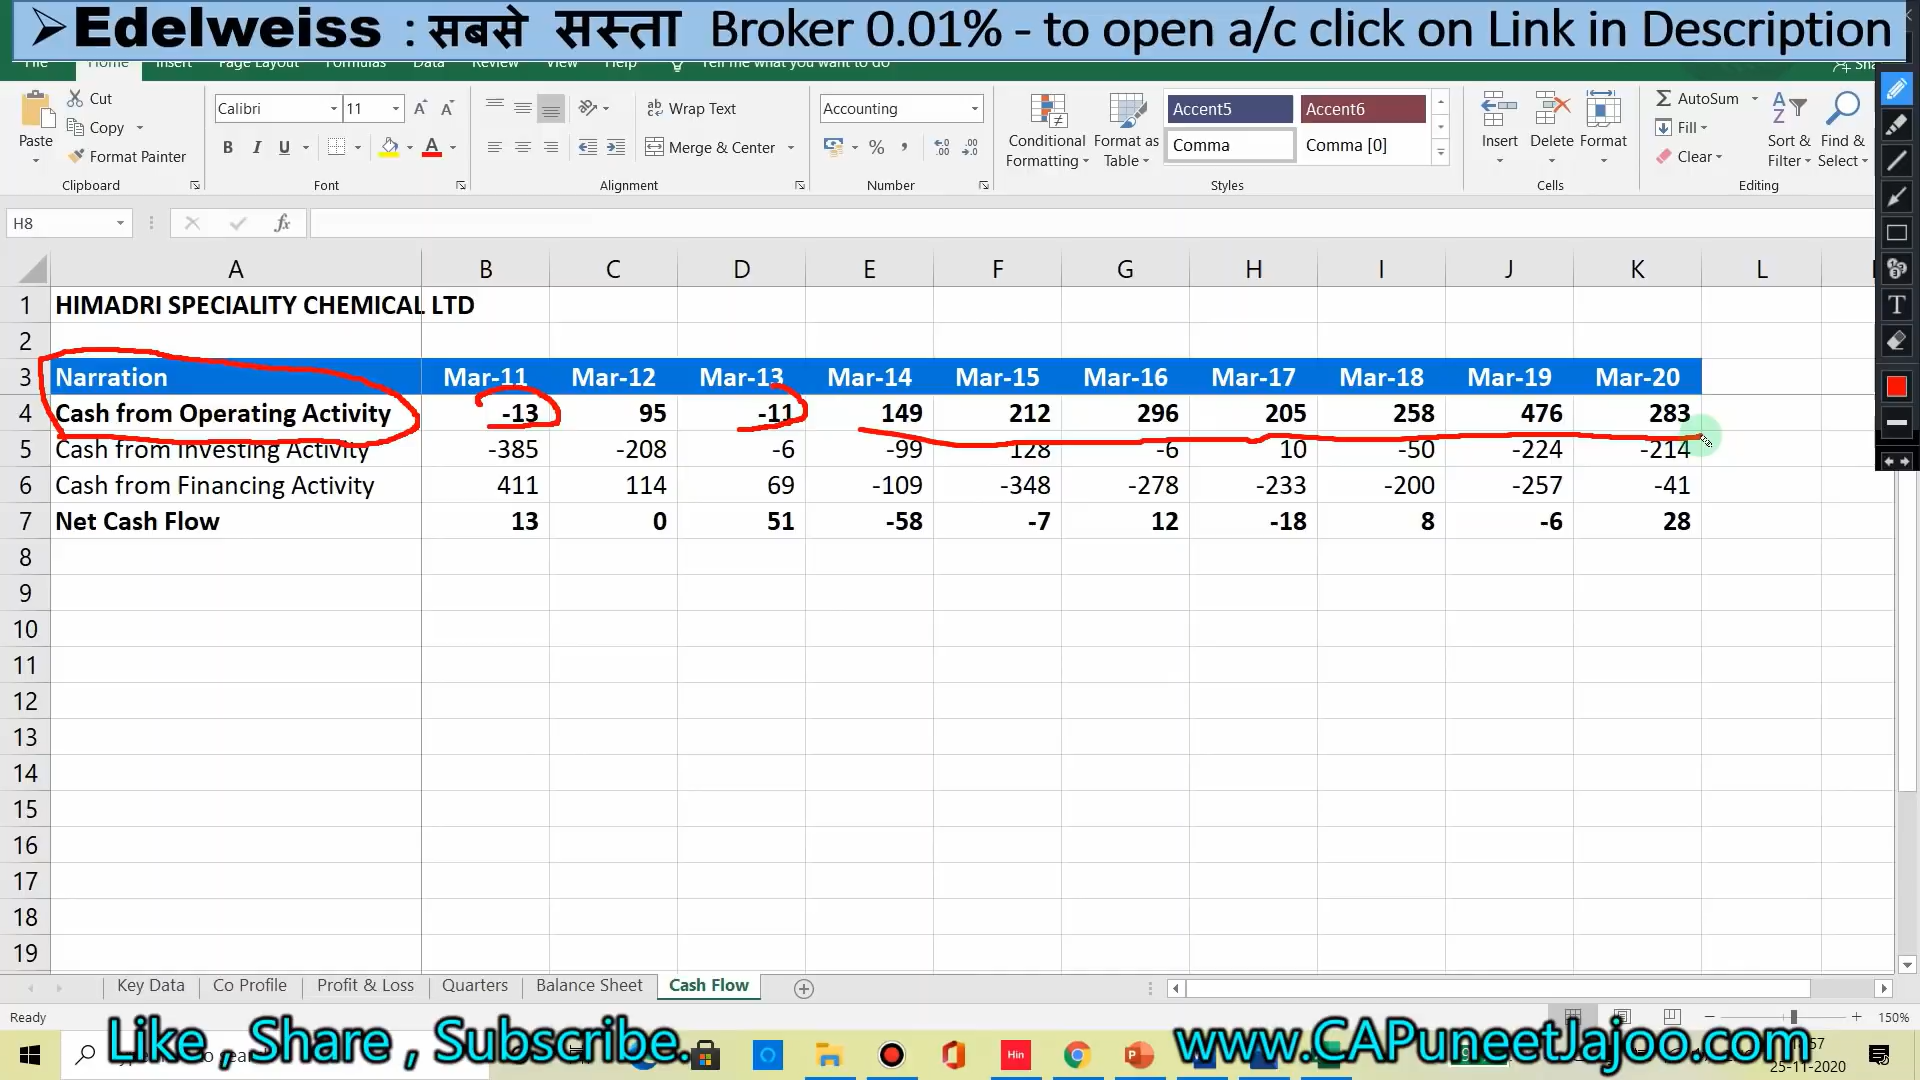 ➢Edelweiss : सबसे सस्ता Broker 0.01% - to open a/c click on Link in Description
File Home Insert Page Layout Formulas Data Review View Help Tell me what you want to do Sha
Cut
Copy
Format Painter
Paste
Clipboard
Calibri 11
B I U
Font
Wrap Text
Merge & Center
Alignment
Accounting
Number
Conditional Formatting
Format as Table
Accent5 Accent6
Comma Comma [0]
Styles
Insert Delete Format
Cells
AutoSum
Fill
Clear
Sort & Filter
Find & Select
Editing
H8 fx
A B C D E F G H I J K L
1 HIMADRI SPECIALITY CHEMICAL LTD
2
3 Narration Mar-11 Mar-12 Mar-13 Mar-14 Mar-15 Mar-16 Mar-17 Mar-18 Mar-19 Mar-20
4 Cash from Operating Activity -13 95 -11 149 212 296 205 258 476 283
5 Cash from Investing Activity -385 -208 -6 -99 128 -6 10 -50 -224 -214
6 Cash from Financing Activity 411 114 69 -109 -348 -278 -233 -200 -257 -41
7 Net Cash Flow 13 0 51 -58 -7 12 -18 8 -6 28
8
9
10
11
12
13
14
15
16
17
18
19
Key Data Co Profile Profit & Loss Quarters Balance Sheet Cash Flow
Ready 150%
Like , Share , Subscribe. www.CAPuneetJajoo.com
Hin
25-11-2020